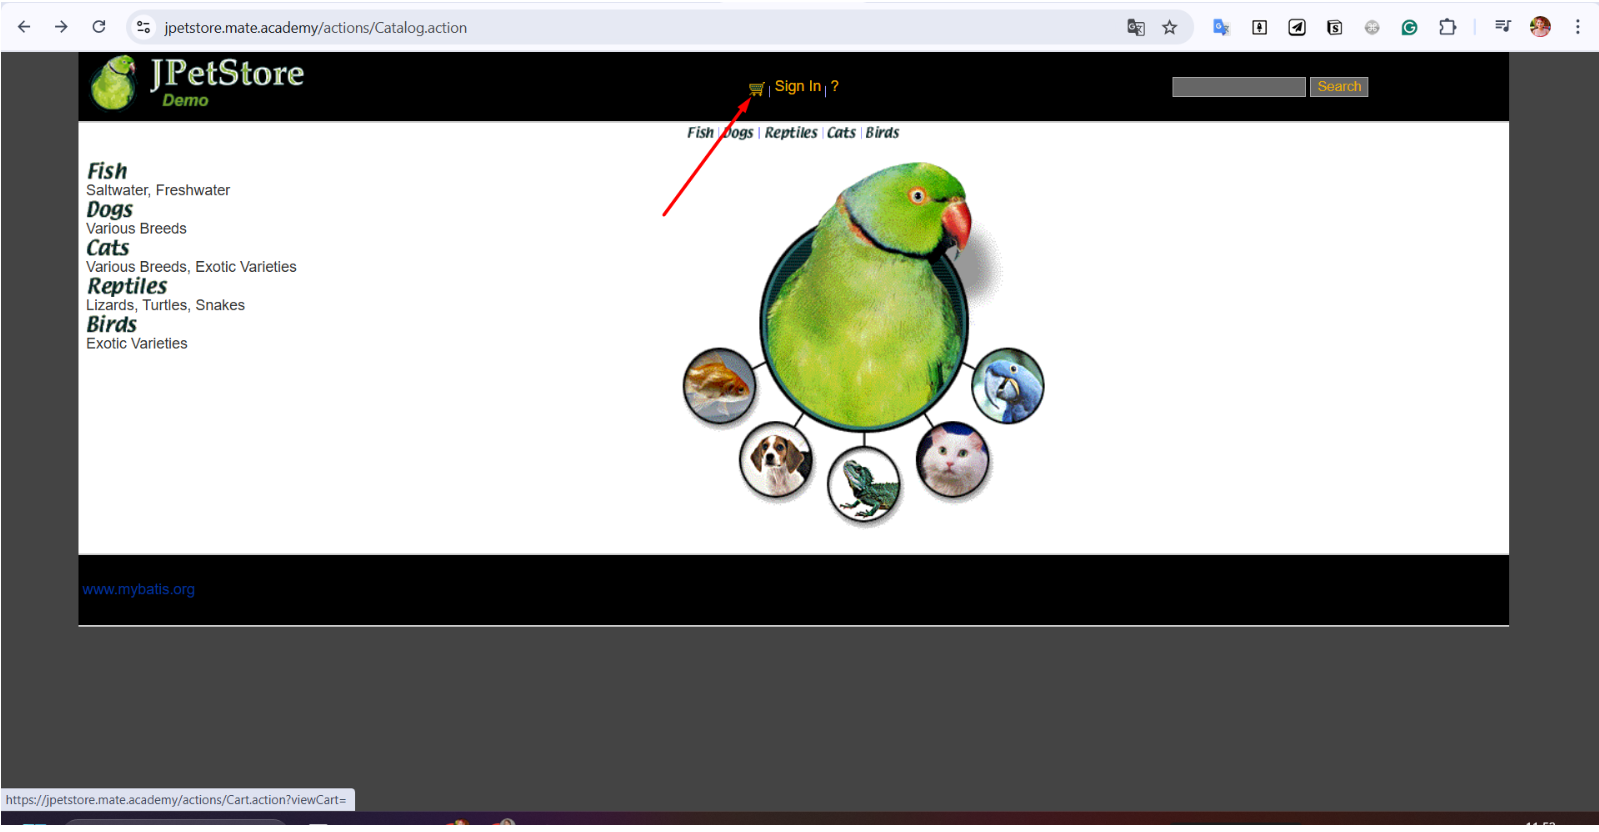 jpetstore.mate.academy/actions/Catalog.action
JPetStore
Demo
Sign In
?
Search
Fish | Dogs | Reptiles | Cats | Birds
Fish
Saltwater, Freshwater
Dogs
Various Breeds
Cats
Various Breeds, Exotic Varieties
Reptiles
Lizards, Turtles, Snakes
Birds
Exotic Varieties
www.mybatis.org
https://jpetstore.mate.academy/actions/Cart.action?viewCart=